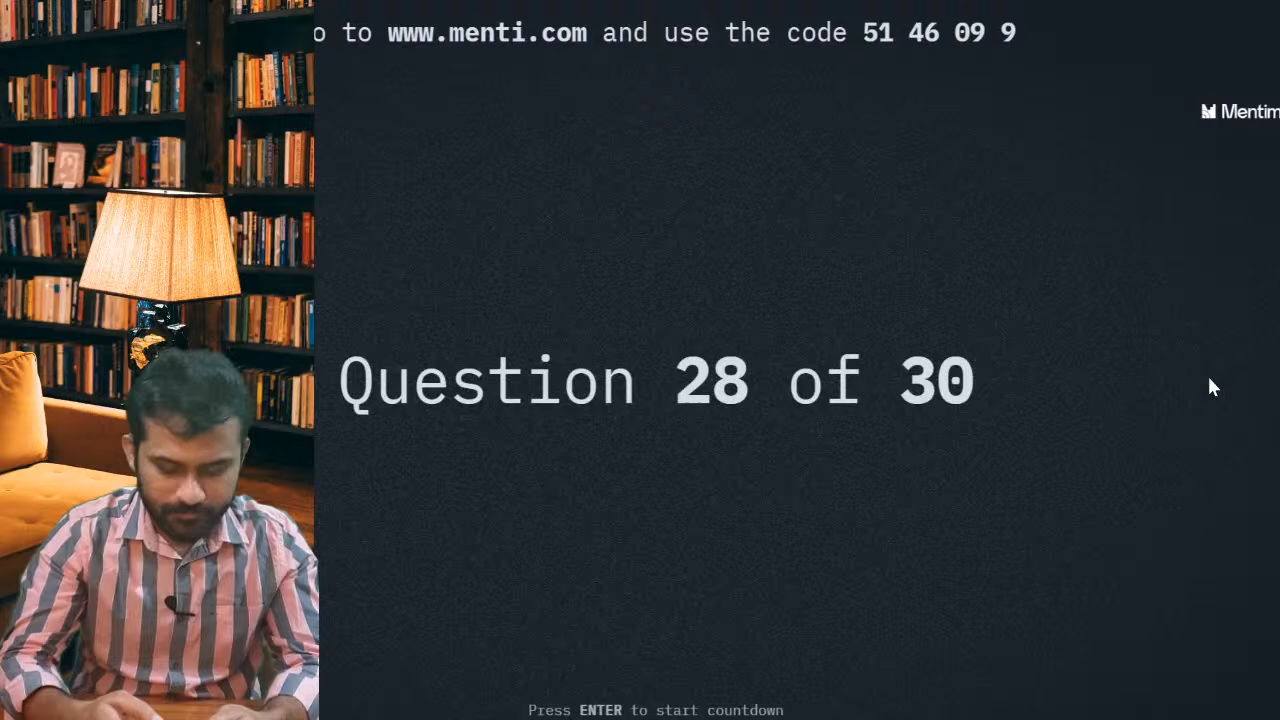 o to www.menti.com and use the code 51 46 09 9
Mentim
Question 28 of 30
Press ENTER to start countdown